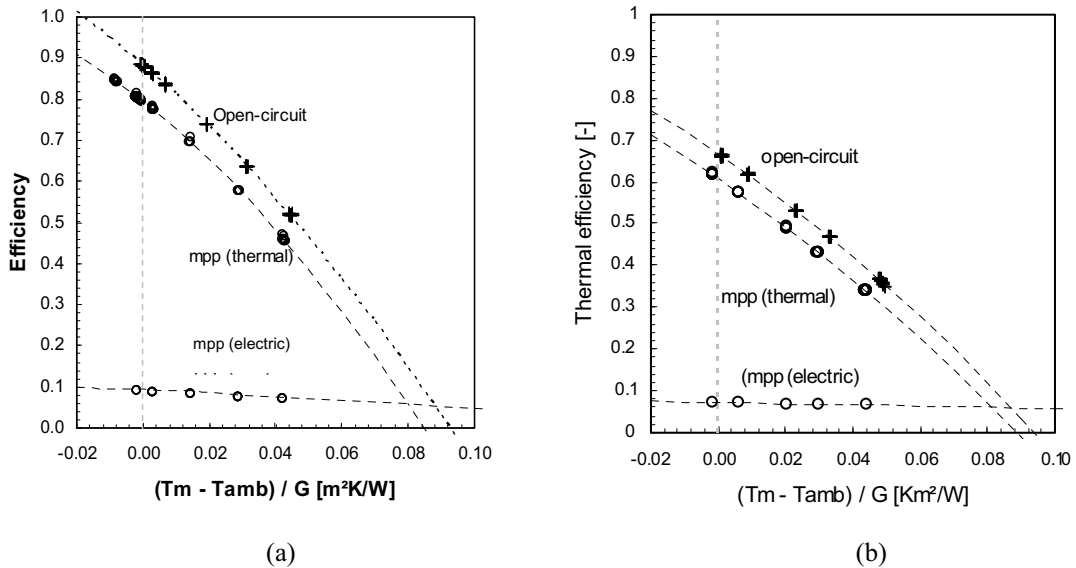 1.0
0.9
0.8
0.7
0.6
0.5
0.4
0.3
0.2
0.1
0.0
Efficiency
Open-circuit
mpp (thermal)
mpp (electric)
-0.02 0.00 0.02 0.04 0.06 0.08 0.10
(Tm - Tamb) / G [m²K/W]
(a)
1
0.9
0.8
0.7
0.6
0.5
0.4
0.3
0.2
0.1
0
Thermal efficiency [-]
open-circuit
mpp (thermal)
(mpp (electric)
-0.02 0.00 0.02 0.04 0.06 0.08 0.10
(Tm - Tamb) / G [Km²/W]
(b)